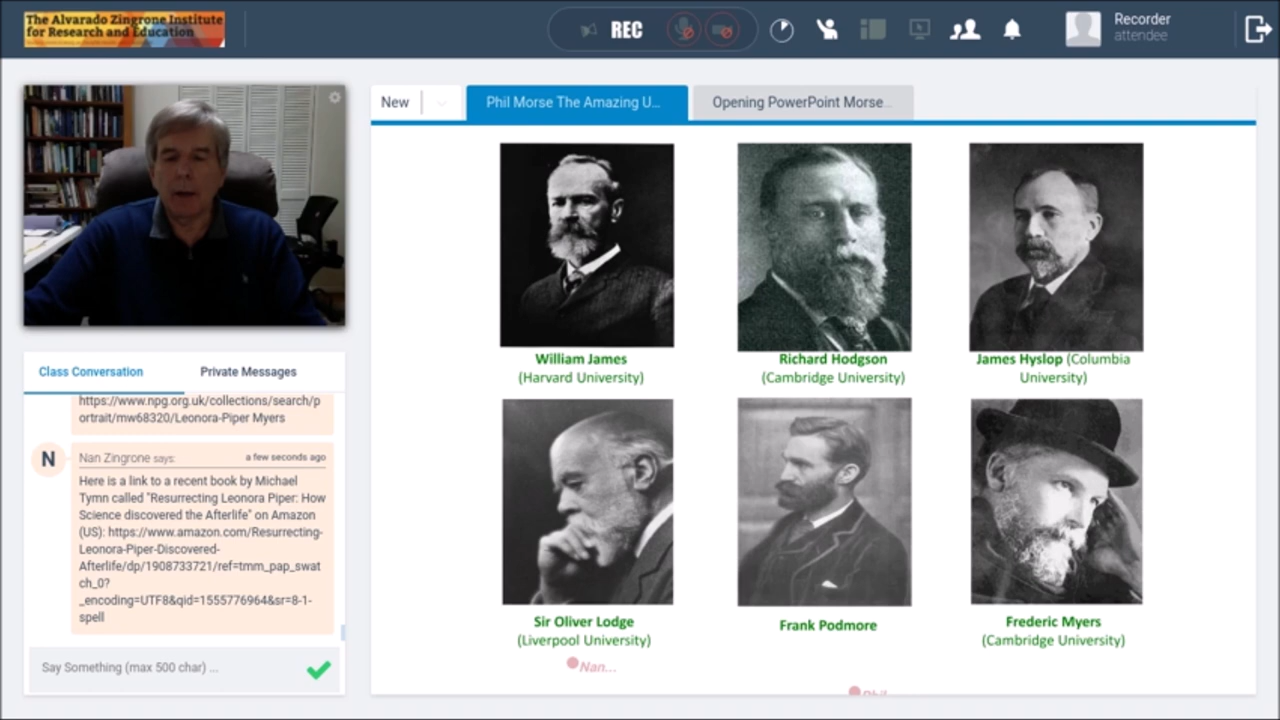 The Alvarado Zingrone Institute
for Research and Education
REC
Recorder
attendee
New
Phil Morse The Amazing U...
Opening PowerPoint Morse...
William James
(Harvard University)
Richard Hodgson
(Cambridge University)
James Hyslop (Columbia
University)
Sir Oliver Lodge
(Liverpool University)
Frank Podmore
Frederic Myers
(Cambridge University)
Nan...
Phil
Class Conversation
Private Messages
https://www.npg.org.uk/collections/search/p
ortrait/mw68320/Leonora-Piper Myers
N
Nan Zingrone says:
a few seconds ago
Here is a link to a recent book by Michael
Tymn called "Resurrecting Leonora Piper: How
Science discovered the Afterlife" on Amazon
(US): https://www.amazon.com/Resurrecting-
Leonora-Piper-Discovered-
Afterlife/dp/1908733721/ref=tmm_pap_swat
ch_0?
_encoding=UTF8&qid=1555776964&sr=8-1-
spell
Say Something (max 500 char) ...